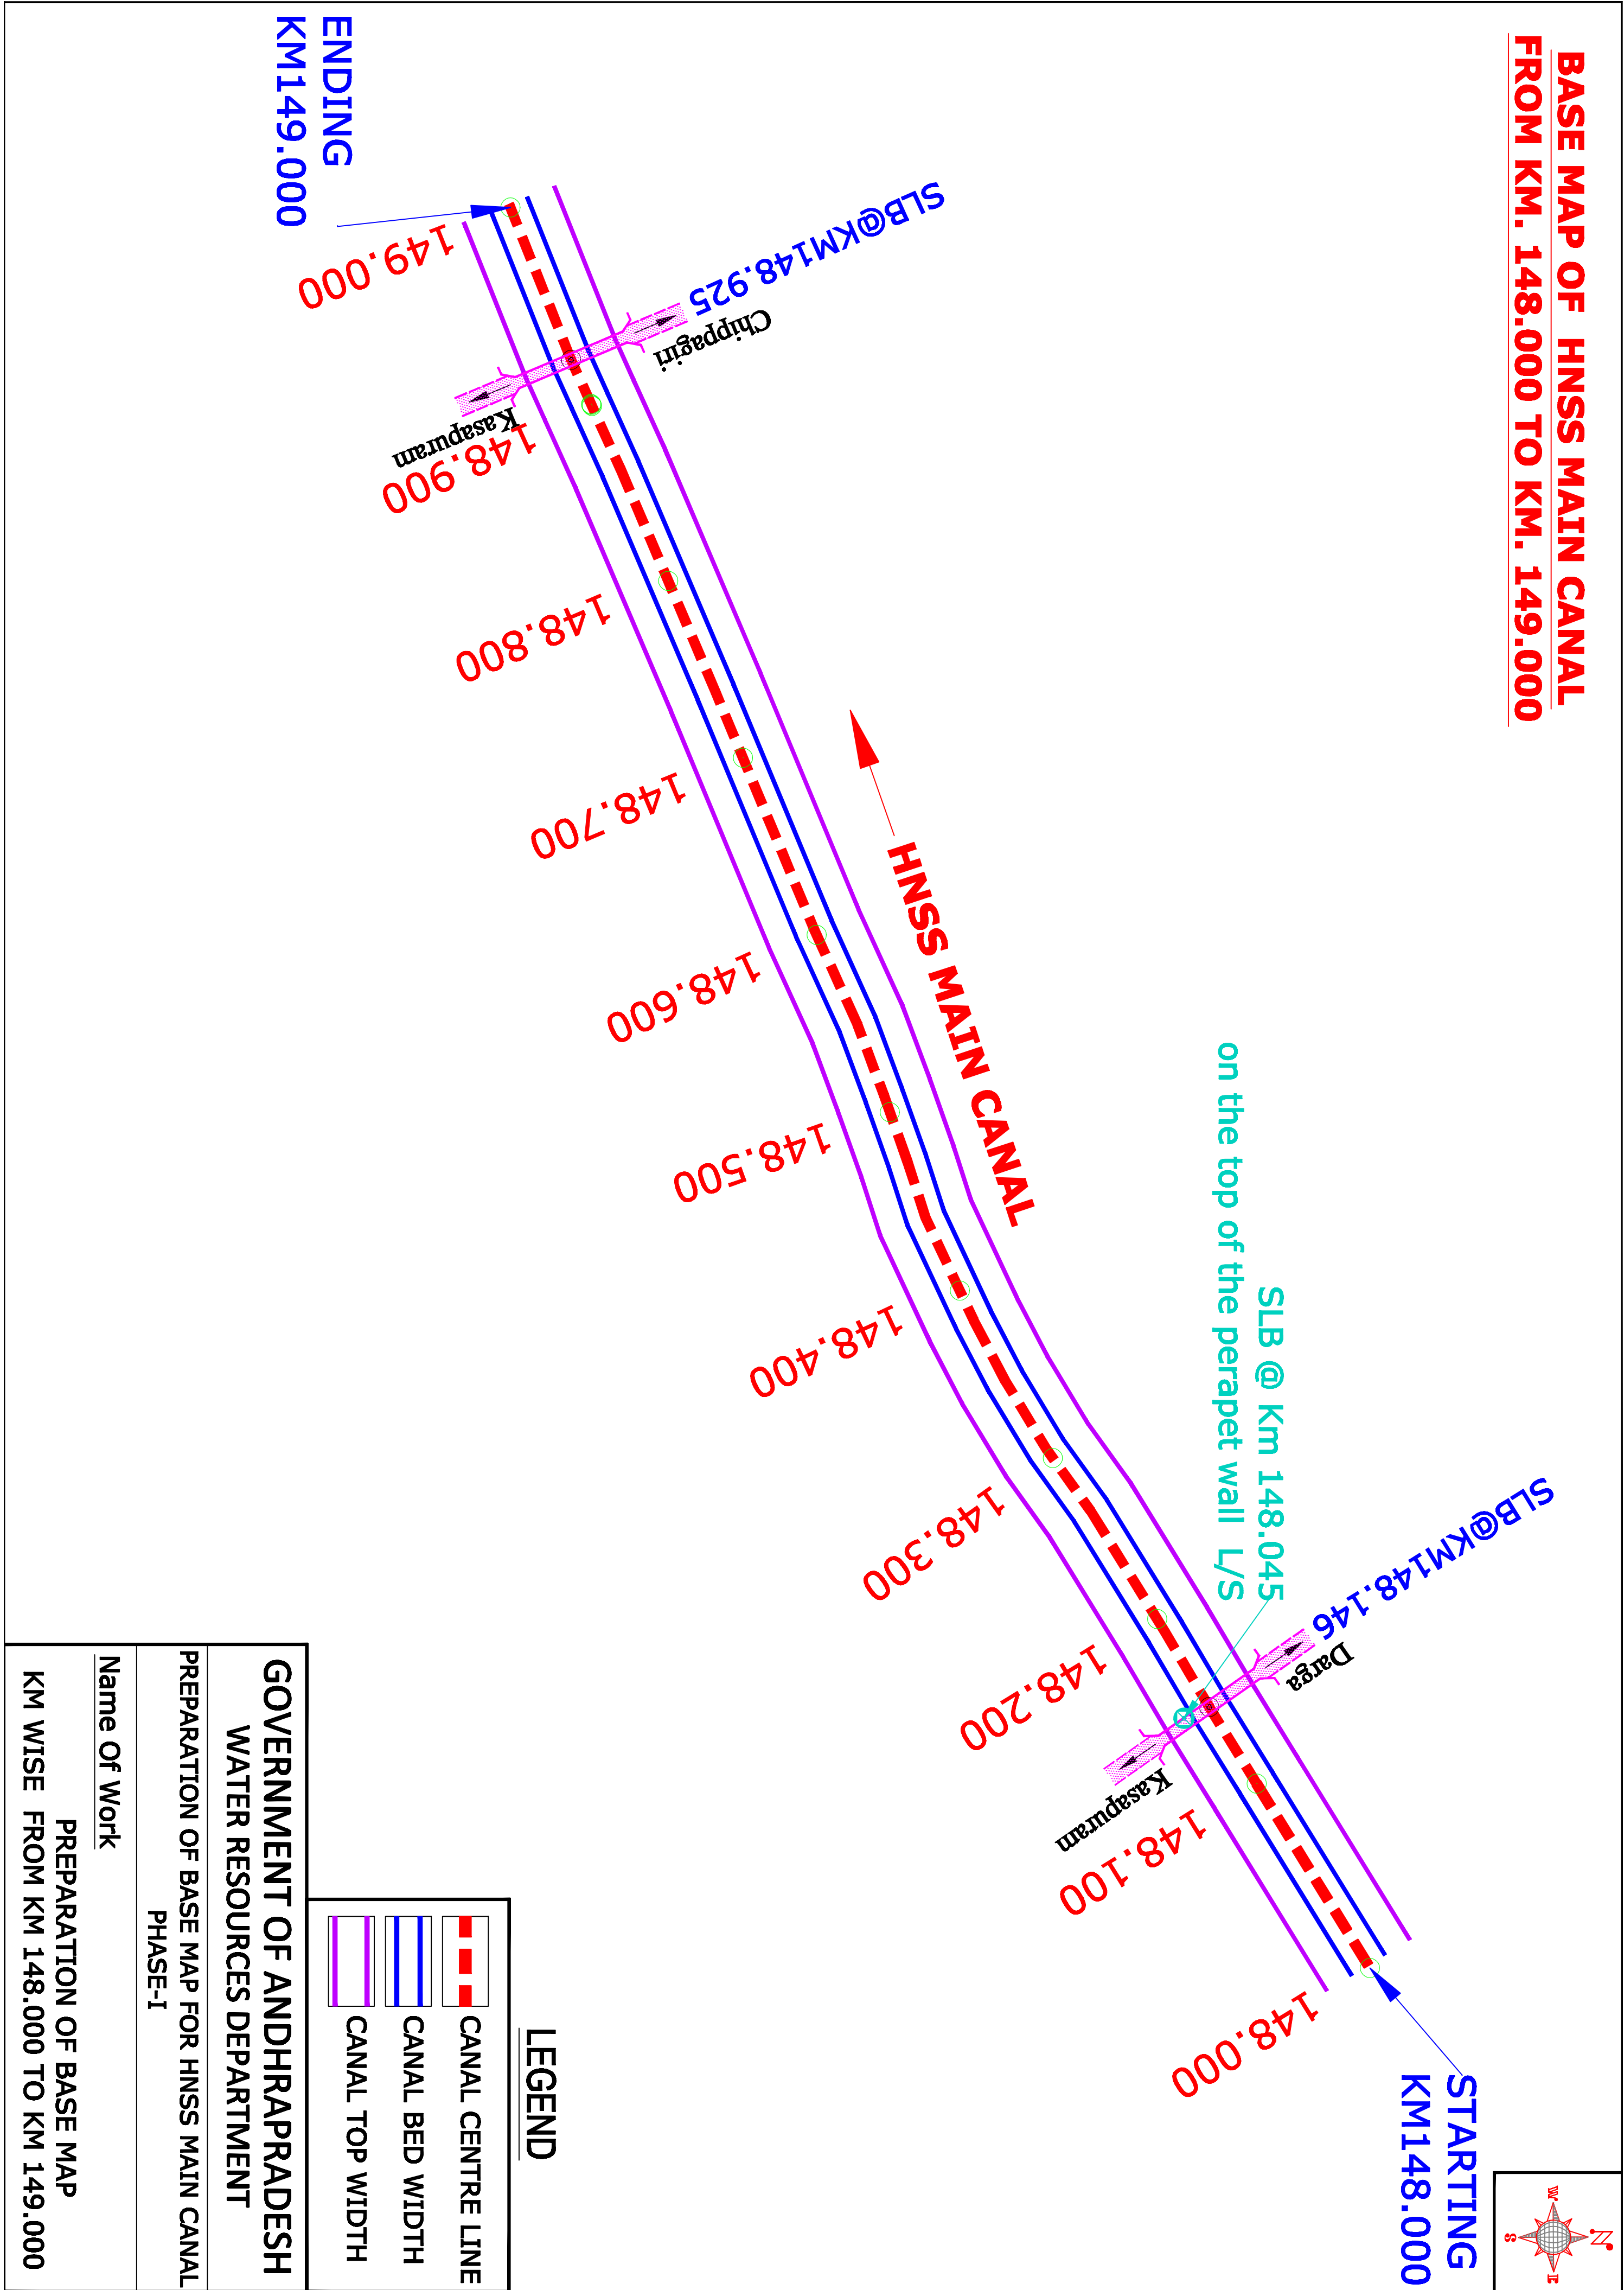 BASE MAP OF HNSS MAIN CANAL
FROM KM. 148.000 TO KM. 149.000
N
W
E
S
STARTING
KM148.000
ENDING
KM149.000
SLB@KM148.925
Chippagiri
Kasapuram
149.000
148.900
148.800
148.700
148.600
148.500
148.400
148.300
148.200
148.100
148.000
HNSS MAIN CANAL
SLB @ Km 148.045
on the top of the perapet wall L/S
SLB@KM148.146
Darga
Kasapuram
LEGEND
CANAL CENTRE LINE
CANAL BED WIDTH
CANAL TOP WIDTH
GOVERNMENT OF ANDHRAPRADESH
WATER RESOURCES DEPARTMENT
PREPARATION OF BASE MAP FOR HNSS MAIN CANAL
PHASE-I
Name Of Work
PREPARATION OF BASE MAP
KM WISE FROM KM 148.000 TO KM 149.000